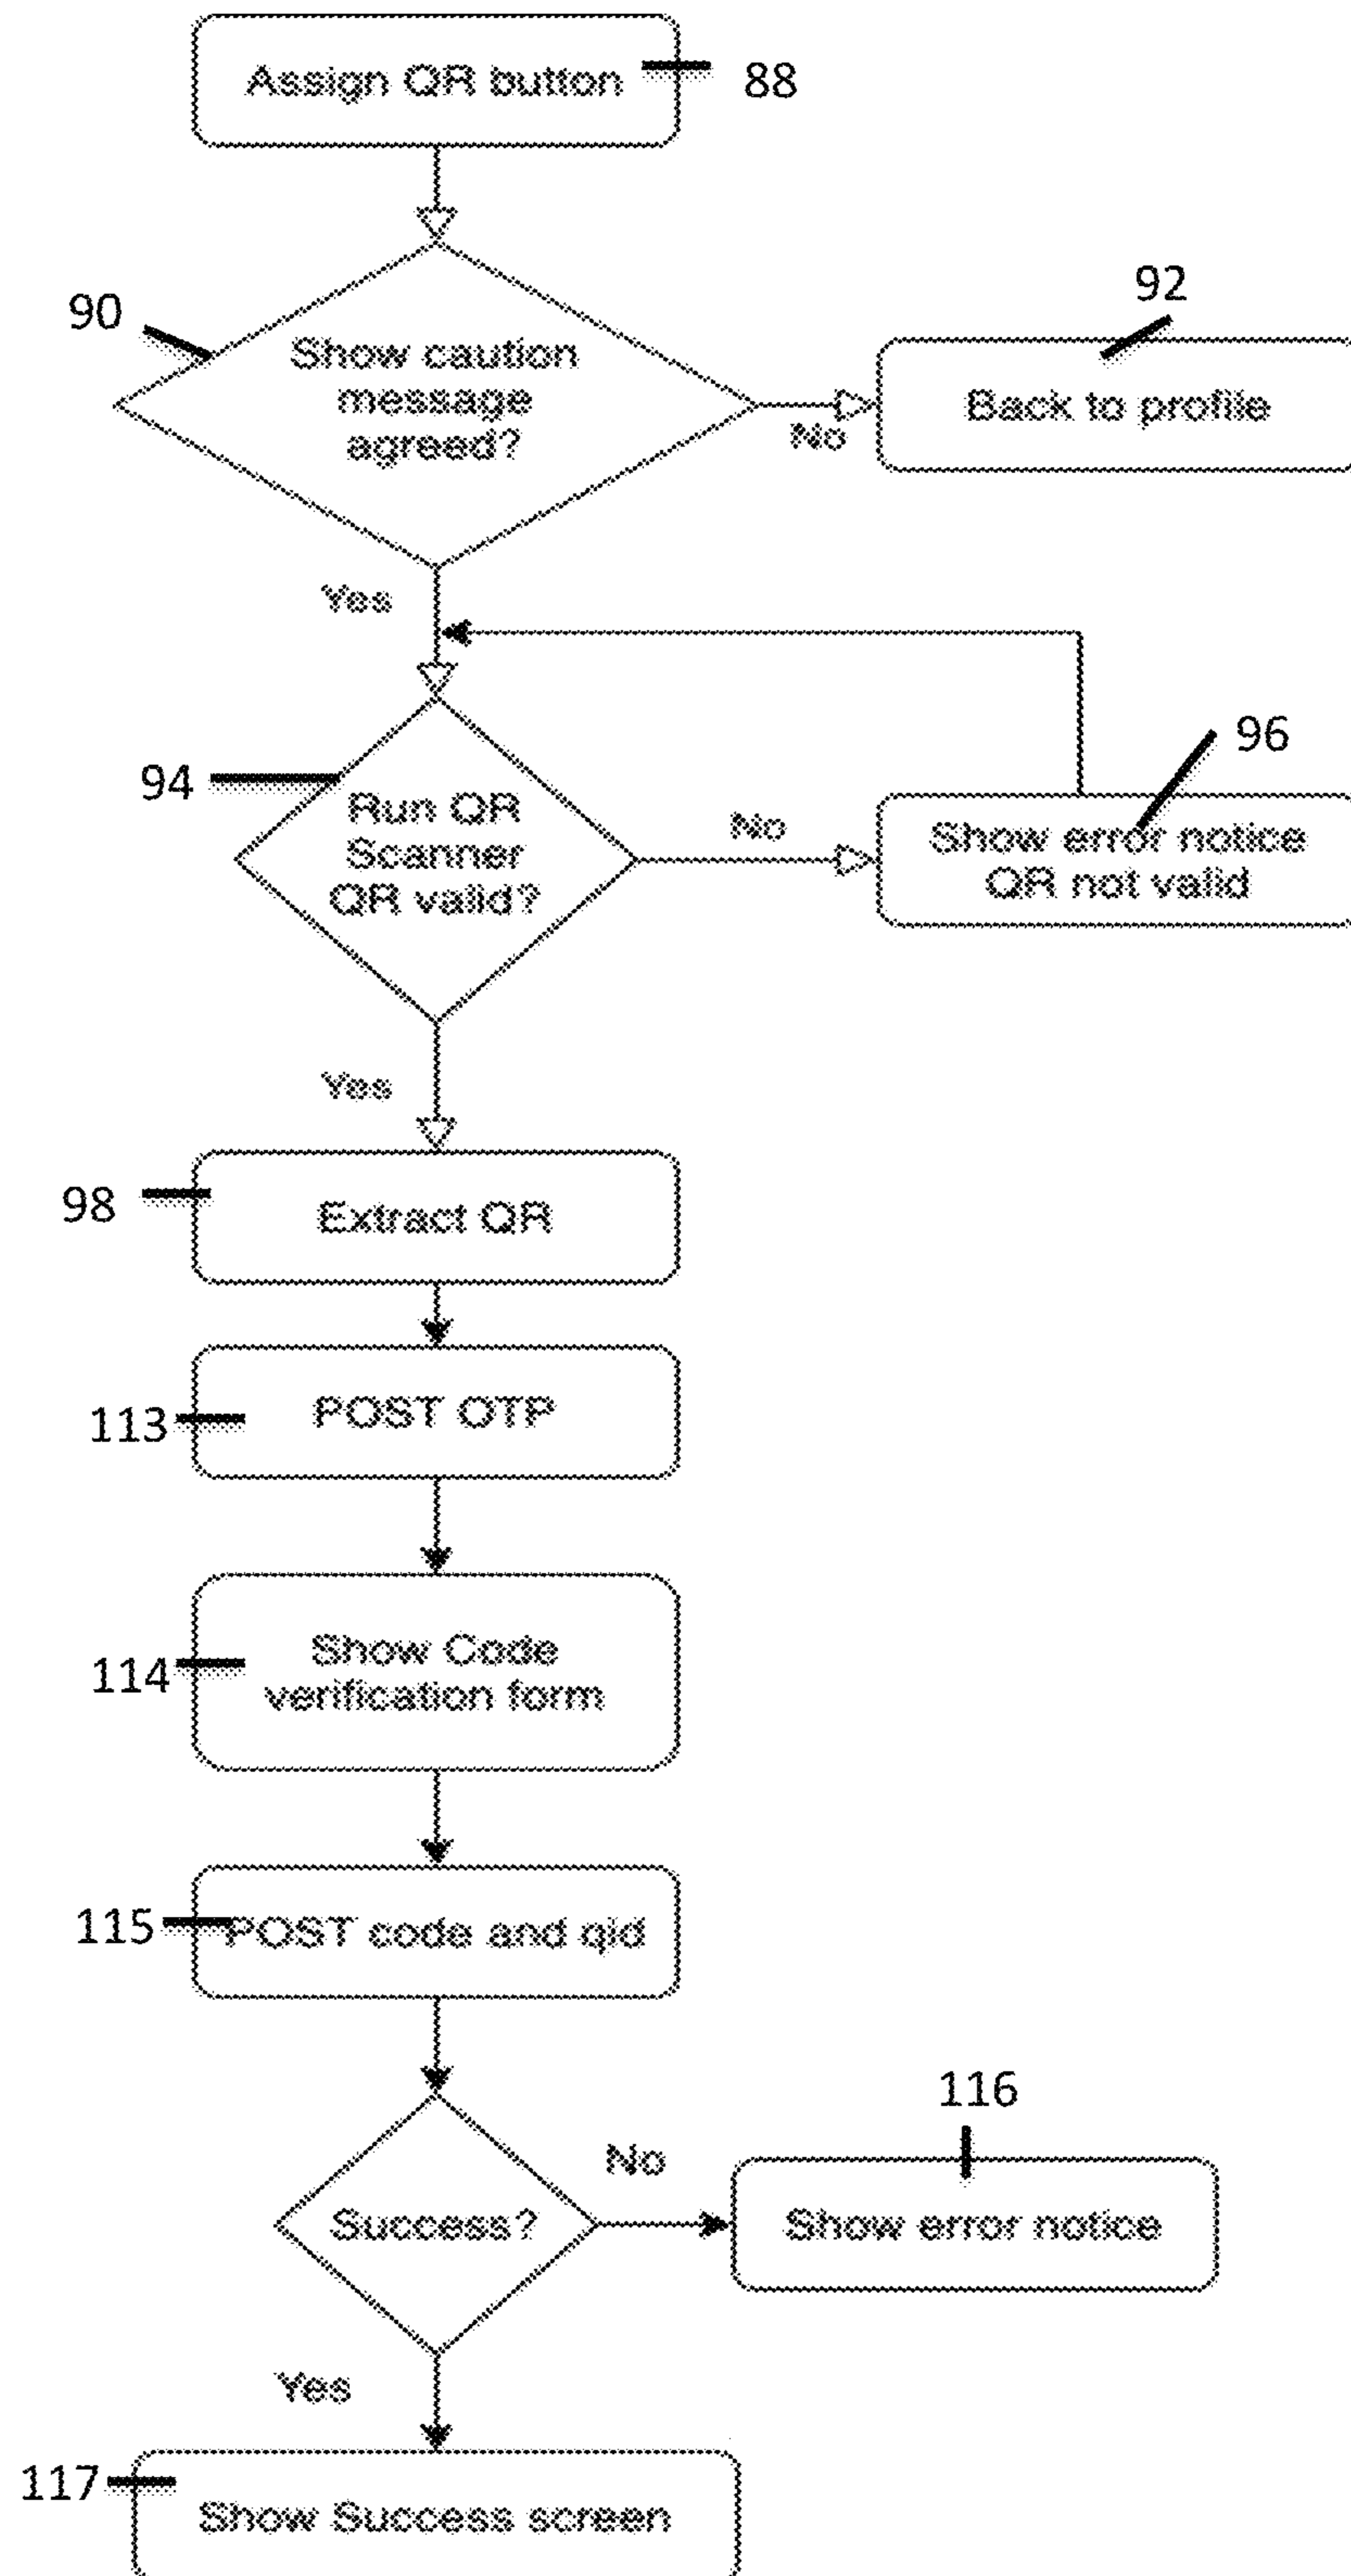 Assign QR button
88
90
Show caution
message
agreed?
92
Back to profile
No
Yes
94
Run QR
Scanner
QR valid?
No
96
Show error notice
QR not valid
Yes
98
Extract QR
113
POST OTP
114
Show Code
verification form
115
POST code and qid
Success?
No
116
Show error notice
Yes
117
Show Success screen